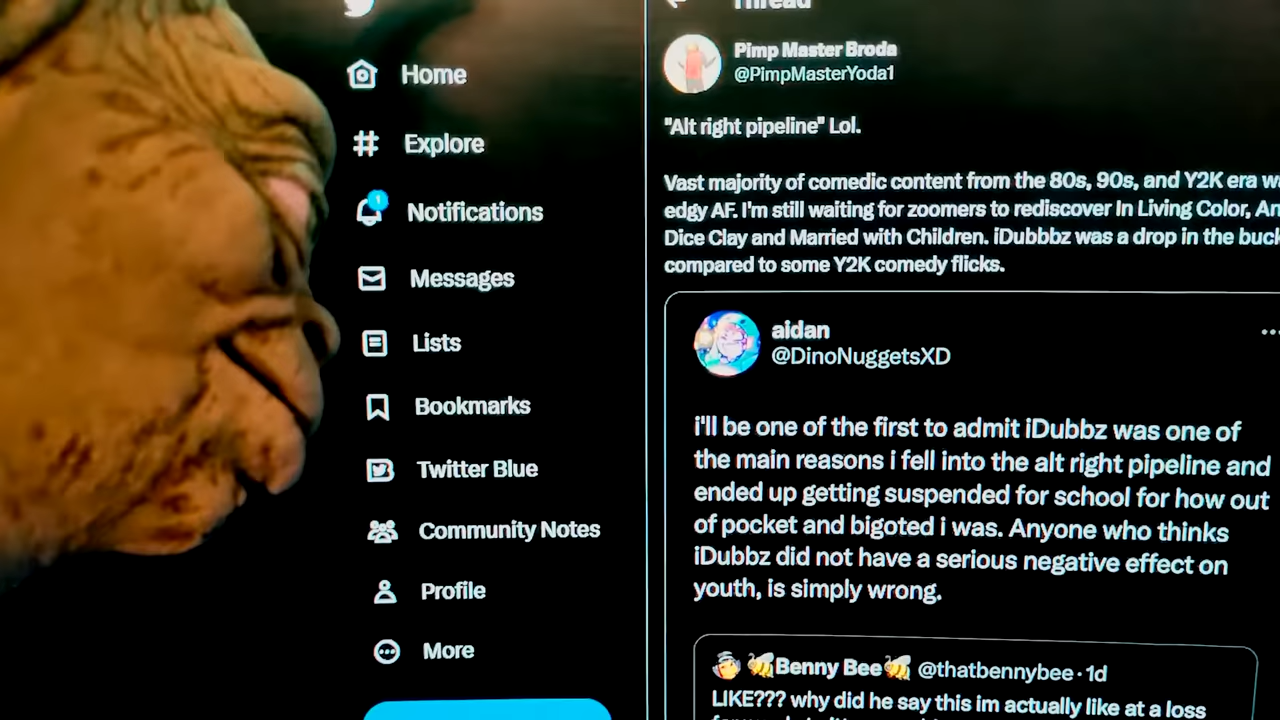 Home
Explore
1
Notifications
Messages
Lists
Bookmarks
Twitter Blue
Community Notes
Profile
More
Thread
Pimp Master Broda
@PimpMasterYoda1
"Alt right pipeline" Lol.
Vast majority of comedic content from the 80s, 90s, and Y2K era
edgy AF. I'm still waiting for zoomers to rediscover In Living Color,
Dice Clay and Married with Children. iDubbbz was a drop in the
compared to some Y2K comedy flicks.
aidan
@DinoNuggetsXD
i'll be one of the first to admit iDubbz was one of
the main reasons i fell into the alt right pipeline and
ended up getting suspended for school for how out
of pocket and bigoted i was. Anyone who thinks
iDubbz did not have a serious negative effect on
youth, is simply wrong.
🐝Benny Bee🐝 @thatbennybee · 1d
LIKE??? why did he say this im actually like at a loss